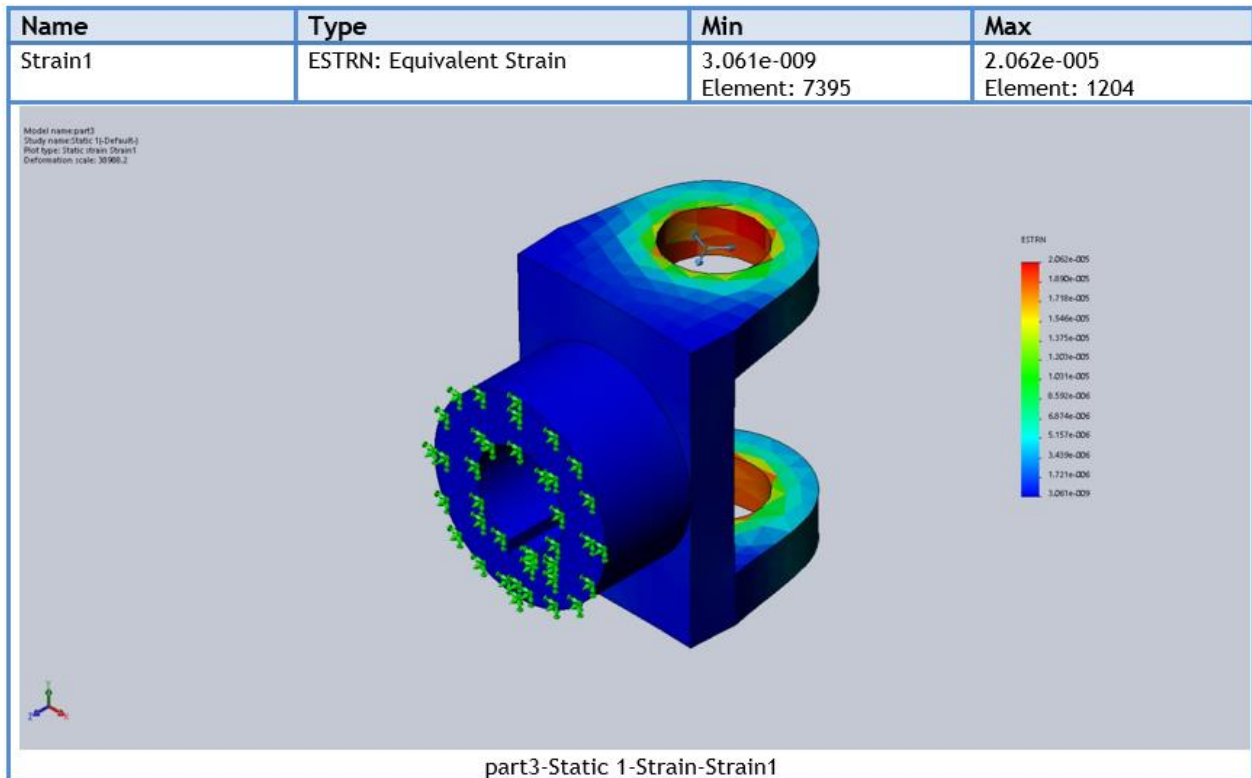 Name Type Min Max
Strain1 ESTRN: Equivalent Strain 3.061e-009 2.062e-005
Element: 7395 Element: 1204
Model name:part3
Study name:Static 1(-Default-)
Plot type: Static strain Strain1
Deformation scale: 38988.2
ESTRN
2.062e-005
1.890e-005
1.718e-005
1.546e-005
1.375e-005
1.203e-005
1.031e-005
8.592e-006
6.874e-006
5.157e-006
3.439e-006
1.721e-006
3.061e-009
Y
Z X
part3-Static 1-Strain-Strain1